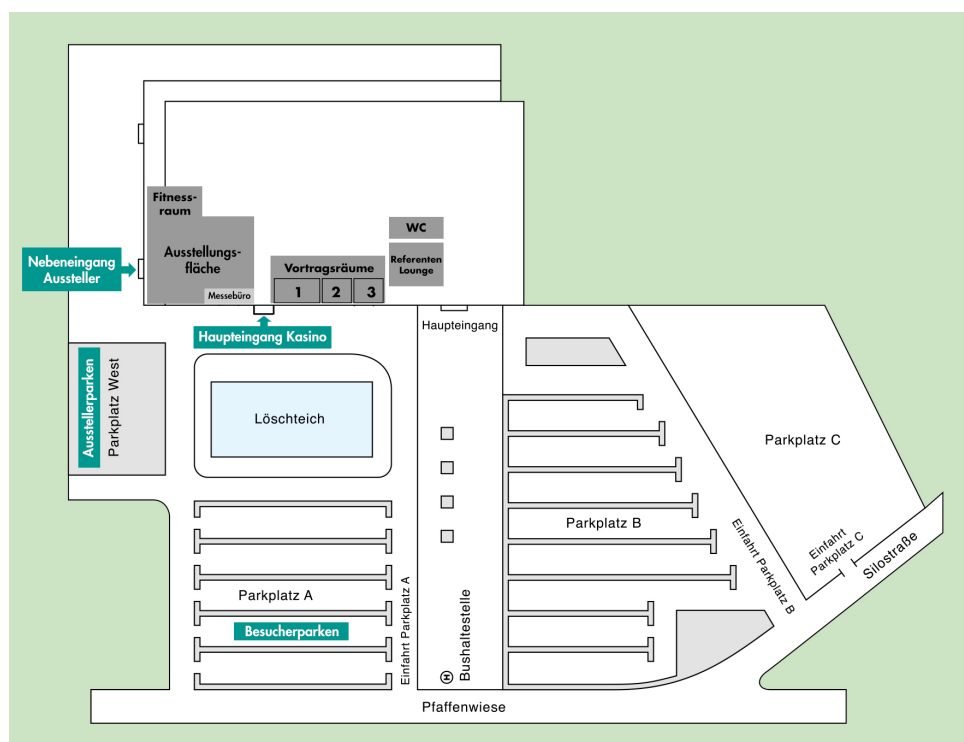 Fitness-
raum
WC
Ausstellungs-
fläche
Referenten
Lounge
Nebeneingang
Aussteller
Vortragsräume
1
2
3
Messebüro
Haupteingang
Haupteingang Kasino
Ausstellerparken
Parkplatz West
Löschteich
Parkplatz C
Parkplatz B
Einfahrt
Parkplatz C
Silostraße
Einfahrt Parkplatz B
Parkplatz A
Besucherparken
Einfahrt Parkplatz A
H
Bushaltestelle
Pfaffenwiese